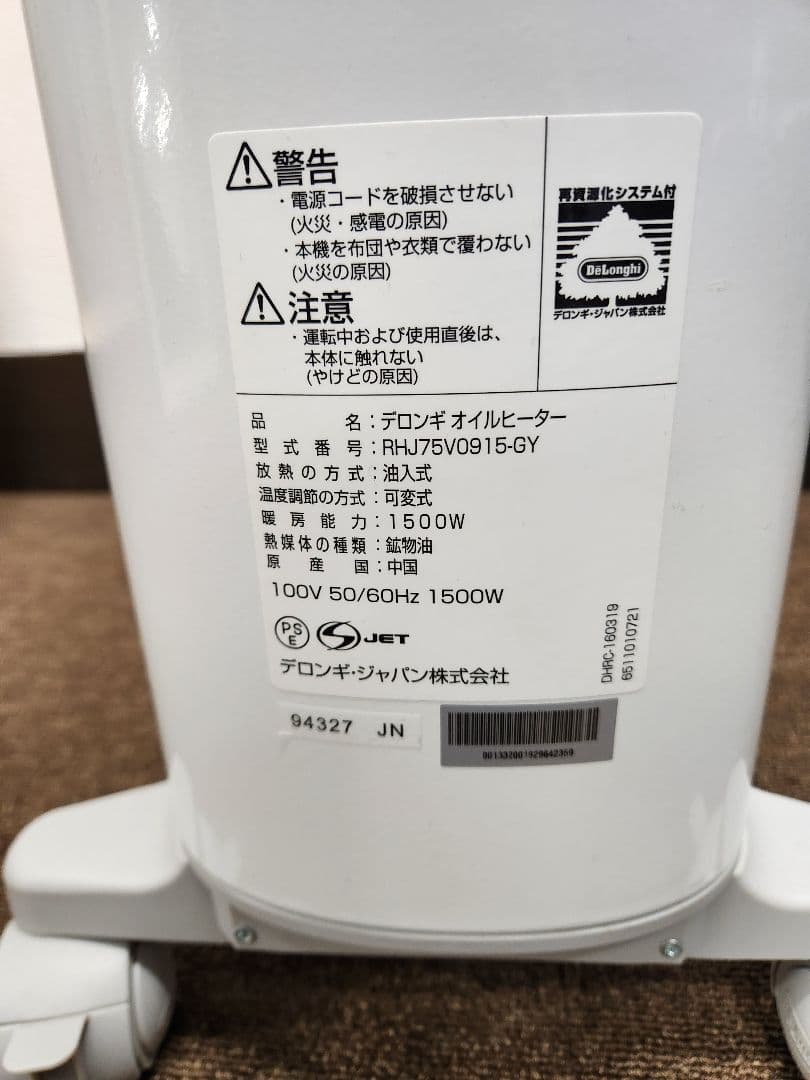 警告
・電源コードを破損させない
(火災・感電の原因)
・本機を布団や衣類で覆わない
(火災の原因)
注意
・運転中および使用直後は、
本体に触れない
(やけどの原因)
再資源化システム付
DeLonghi
デロンギ・ジャパン株式会社
品名：デロンギ オイルヒーター
型式番号：RHJ75V0915-GY
放熱の方式：油入式
温度調節の方式：可変式
暖房能力：1500W
熱媒体の種類：鉱物油
原産国：中国
100V 50/60Hz 1500W
PS E JET
デロンギ・ジャパン株式会社
DHRC-160319
6511010721
94327 JN